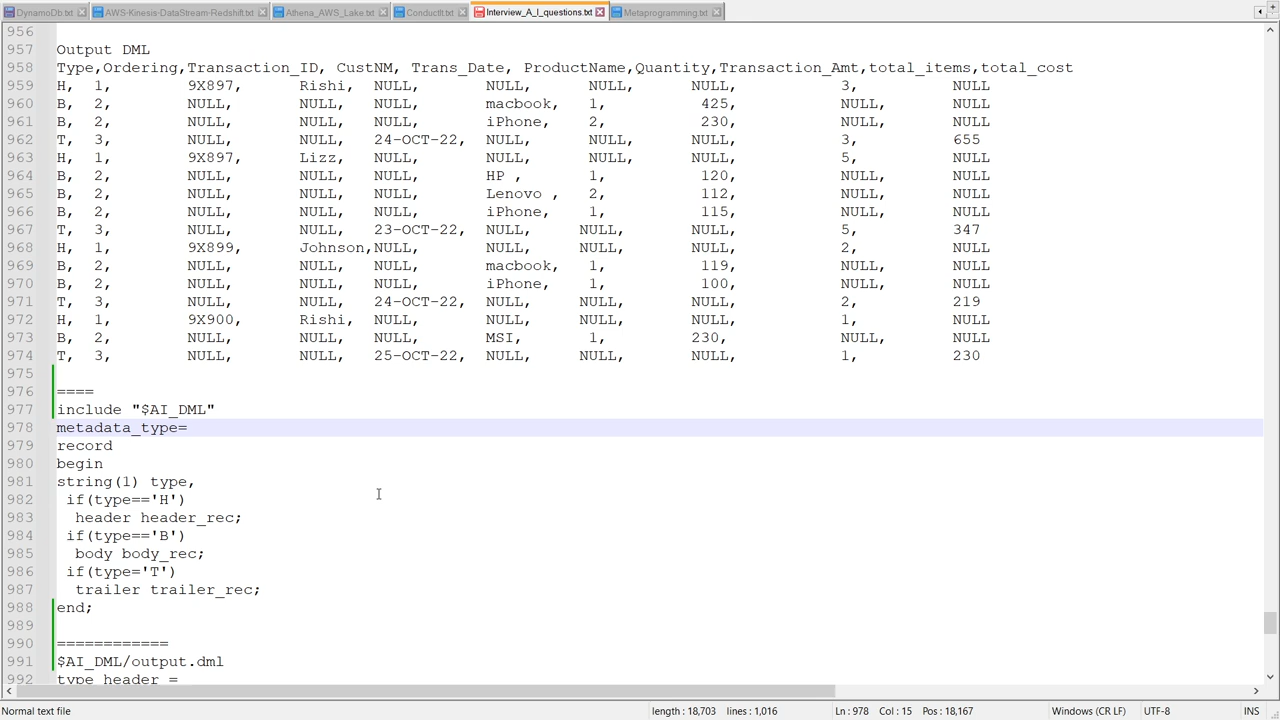 DynamoDb.txt AWS-Kinesis-DataStream-Redshift.txt Athena_AWS_Lake.txt ConductIt.txt Interview_A_I_questions.txt Metaprogramming.txt
956
957 Output DML
958 Type,Ordering,Transaction_ID, CustNM, Trans_Date, ProductName,Quantity,Transaction_Amt,total_items,total_cost
959 H, 1, 9X897, Rishi, NULL, NULL, NULL, NULL, 3, NULL
960 B, 2, NULL, NULL, NULL, macbook, 1, 425, NULL, NULL
961 B, 2, NULL, NULL, NULL, iPhone, 2, 230, NULL, NULL
962 T, 3, NULL, NULL, 24-OCT-22, NULL, NULL, NULL, 3, 655
963 H, 1, 9X897, Lizz, NULL, NULL, NULL, NULL, 5, NULL
964 B, 2, NULL, NULL, NULL, HP , 1, 120, NULL, NULL
965 B, 2, NULL, NULL, NULL, Lenovo , 2, 112, NULL, NULL
966 B, 2, NULL, NULL, NULL, iPhone, 1, 115, NULL, NULL
967 T, 3, NULL, NULL, 23-OCT-22, NULL, NULL, NULL, 5, 347
968 H, 1, 9X899, Johnson,NULL, NULL, NULL, NULL, 2, NULL
969 B, 2, NULL, NULL, NULL, macbook, 1, 119, NULL, NULL
970 B, 2, NULL, NULL, NULL, iPhone, 1, 100, NULL, NULL
971 T, 3, NULL, NULL, 24-OCT-22, NULL, NULL, NULL, 2, 219
972 H, 1, 9X900, Rishi, NULL, NULL, NULL, NULL, 1, NULL
973 B, 2, NULL, NULL, NULL, MSI, 1, 230, NULL, NULL
974 T, 3, NULL, NULL, 25-OCT-22, NULL, NULL, NULL, 1, 230
975
976 ====
977 include "$AI_DML"
978 metadata_type=
979 record
980 begin
981 string(1) type,
982 if(type=='H')
983 header header_rec;
984 if(type=='B')
985 body body_rec;
986 if(type='T')
987 trailer trailer_rec;
988 end;
989
990 ============
991 $AI_DML/output.dml
992 type header =
Normal text file length : 18,703 lines : 1,016 Ln : 978 Col : 15 Pos : 18,167 Windows (CR LF) UTF-8 INS